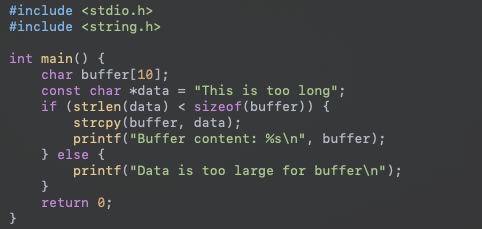 #include <stdio.h>
#include <string.h>

int main() {
    char buffer[10];
    const char *data = "This is too long";
    if (strlen(data) < sizeof(buffer)) {
        strcpy(buffer, data);
        printf("Buffer content: %s\n", buffer);
    } else {
        printf("Data is too large for buffer\n");
    }
    return 0;
}